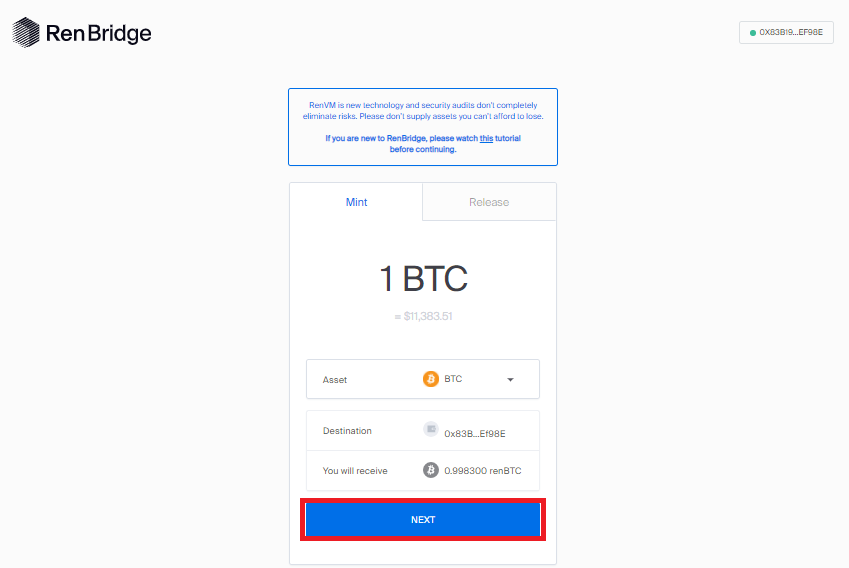 RenBridge
0X83B19...EF98E
RenVM is new technology and security audits don't completely
eliminate risks. Please don't supply assets you can't afford to lose.
If you are new to RenBridge, please watch this tutorial
before continuing.
Mint
Release
1 BTC
= $11,383.51
Asset
BTC
Destination
0x83B...Ef98E
You will receive
0.998300 renBTC
NEXT